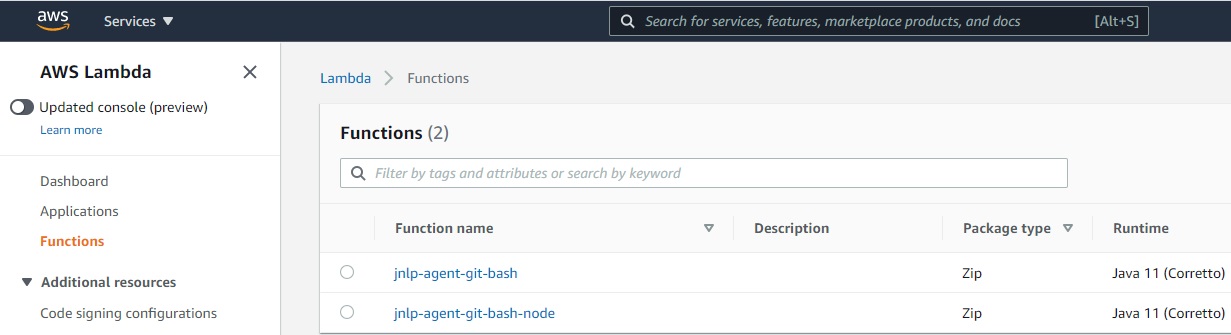 aws Services Search for services, features, marketplace products, and docs [Alt+S]
AWS Lambda
Updated console (preview)
Learn more
Dashboard
Applications
Functions
Additional resources
Code signing configurations
Lambda Functions
Functions (2)
Filter by tags and attributes or search by keyword
Function name Description Package type Runtime
jnlp-agent-git-bash Zip Java 11 (Corretto)
jnlp-agent-git-bash-node Zip Java 11 (Corretto)